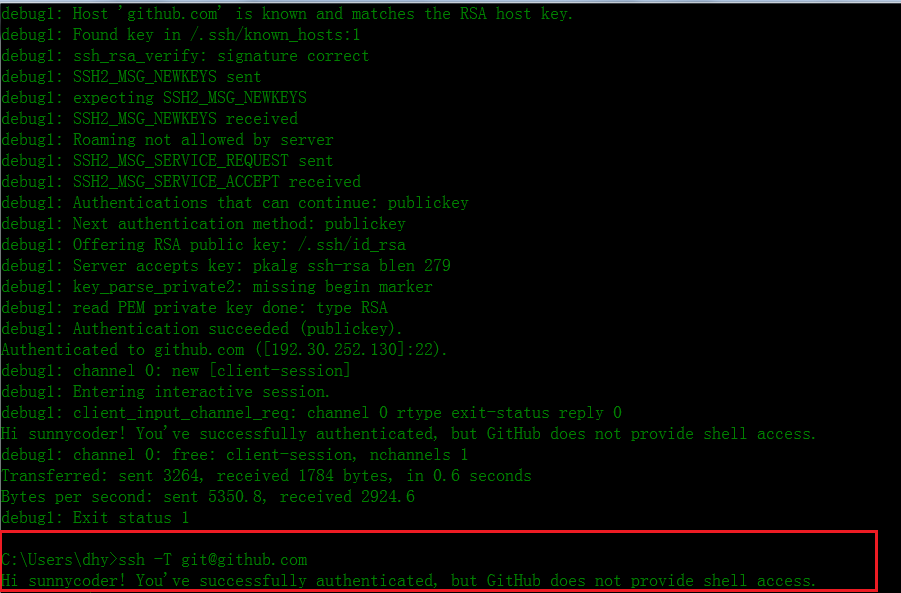 debug1: Host 'github.com' is known and matches the RSA host key.
debug1: Found key in /.ssh/known_hosts:1
debug1: ssh_rsa_verify: signature correct
debug1: SSH2_MSG_NEWKEYS sent
debug1: expecting SSH2_MSG_NEWKEYS
debug1: SSH2_MSG_NEWKEYS received
debug1: Roaming not allowed by server
debug1: SSH2_MSG_SERVICE_REQUEST sent
debug1: SSH2_MSG_SERVICE_ACCEPT received
debug1: Authentications that can continue: publickey
debug1: Next authentication method: publickey
debug1: Offering RSA public key: /.ssh/id_rsa
debug1: Server accepts key: pkalg ssh-rsa blen 279
debug1: key_parse_private2: missing begin marker
debug1: read PEM private key done: type RSA
debug1: Authentication succeeded (publickey).
Authenticated to github.com ([192.30.252.130]:22).
debug1: channel 0: new [client-session]
debug1: Entering interactive session.
debug1: client_input_channel_req: channel 0 rtype exit-status reply 0
Hi sunnycoder! You've successfully authenticated, but GitHub does not provide shell access.
debug1: channel 0: free: client-session, nchannels 1
Transferred: sent 3264, received 1784 bytes, in 0.6 seconds
Bytes per second: sent 5350.8, received 2924.6
debug1: Exit status 1
C:\Users\dhy>ssh -T git@github.com
Hi sunnycoder! You've successfully authenticated, but GitHub does not provide shell access.